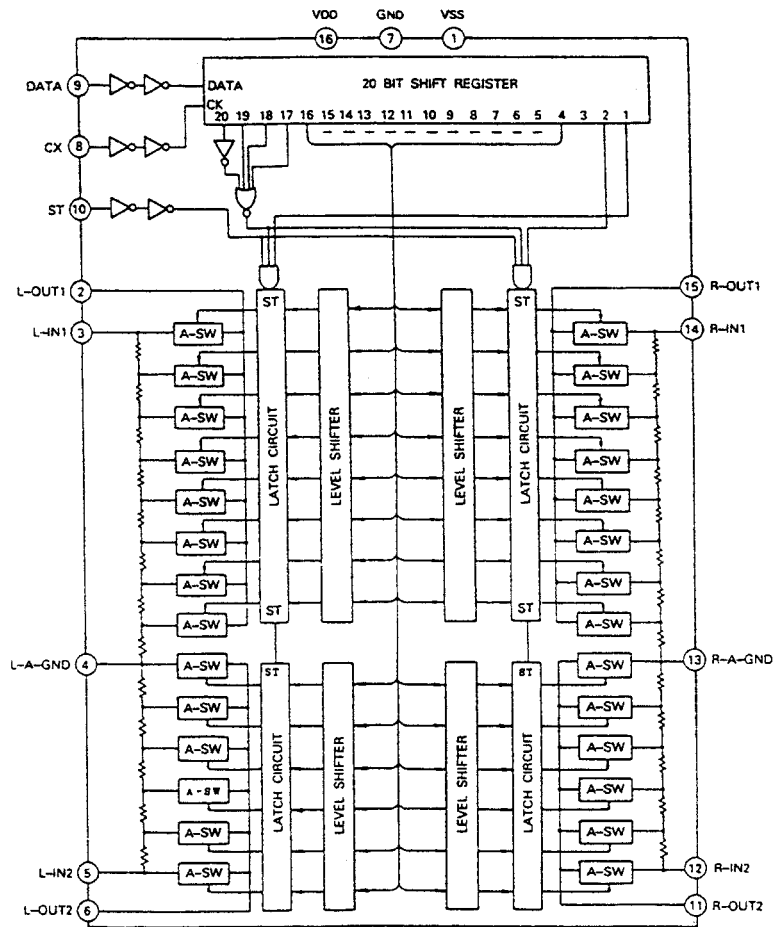 VDD GND VSS
16 7 1
DATA 9 DATA 20 BIT SHIFT REGISTER
CK
20 19 18 17 16 15 14 13 12 11 10 9 8 7 6 5 4 3 2 1
CX 8
ST 10
L-OUT1 2 ST ST 15 R-OUT1
L-IN1 3 A-SW A-SW 14 R-IN1
A-SW A-SW
A-SW A-SW
A-SW A-SW
A-SW A-SW
A-SW A-SW
A-SW A-SW
A-SW A-SW
LATCH CIRCUIT LEVEL SHIFTER LEVEL SHIFTER LATCH CIRCUIT
ST ST
L-A-GND 4 A-SW ST ST A-SW 13 R-A-GND
A-SW A-SW
A-SW A-SW
A-SW A-SW
A-SW A-SW
LATCH CIRCUIT LEVEL SHIFTER LEVEL SHIFTER LATCH CIRCUIT
L-IN2 5 A-SW A-SW 12 R-IN2
L-OUT2 6 11 R-OUT2